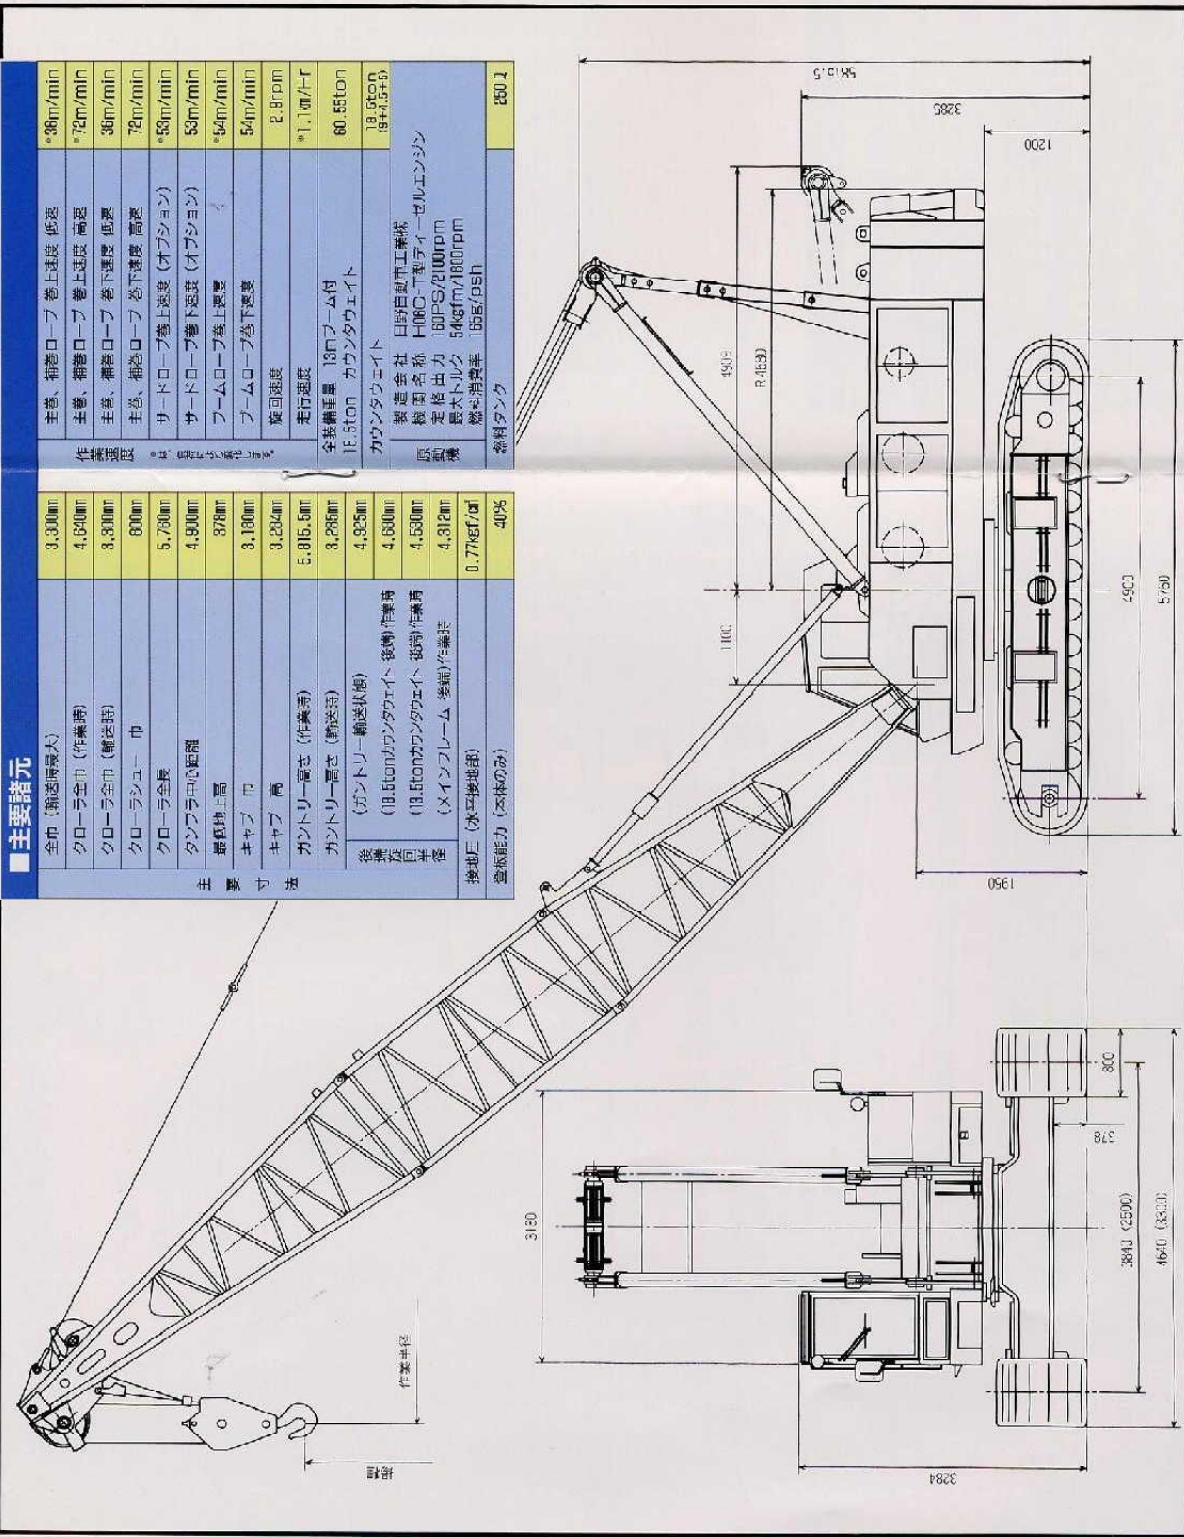 ■主要諸元
主要寸法
全巾 (輸送時最大) 3,300mm
クローラ全巾 (作業時) 4,640mm
クローラ全巾 (輸送時) 3,300mm
クローラシュー 巾 800mm
クローラ全長 5,760mm
タンブラ中心距離 4,900mm
最低地上高 378mm
キャブ 巾 3,180mm
キャブ 高 3,284mm
ガントリー高さ (作業時) 5,815.5mm
ガントリー高さ (輸送時) 3,285mm
後端旋回半径
(ガントリー 輸送状態) 4,925mm
(18.5tonカウンタウェイト 後端)作業時 4,680mm
(13.5tonカウンタウェイト 後端)作業時 4,530mm
(メインフレーム 後端)作業時 4,312mm
接地圧 (水平接地部) 0.77kgf/c㎡
登板能力 (本体のみ) 40%
作業速度
*は、負荷により変化します。
主巻、補巻ロープ 巻上速度 低速 *36m/min
主巻、補巻ロープ 巻上速度 高速 *72m/min
主巻、補巻ロープ 巻下速度 低速 36m/min
主巻、補巻ロープ 巻下速度 高速 72m/min
サードロープ巻上速度 (オプション) *53m/min
サードロープ巻下速度 (オプション) 53m/min
ブームロープ巻上速度 *54m/min
ブームロープ巻下速度 54m/min
旋回速度 2.8rpm
走行速度 *1.1km/Hr
全装備重量 13mブーム付
18.5ton カウンタウェイト 60.55ton
カウンタウェイト 18.5ton
(9+4.5+5)
原動機
製造会社 日野自動車工業㈱
機関名称 H06C-T型ディーゼルエンジン
定格出力 160PS/2100rpm
最大トルク 54kgfm/1600rpm
燃料消費率 165g/psh
燃料タンク 250ℓ
5815.5
3285
1200
4909
R.4680
1100
4900
5760
1950
作業半径
揚程
3180
800
378
3840 (2500)
4640 (3300)
3284